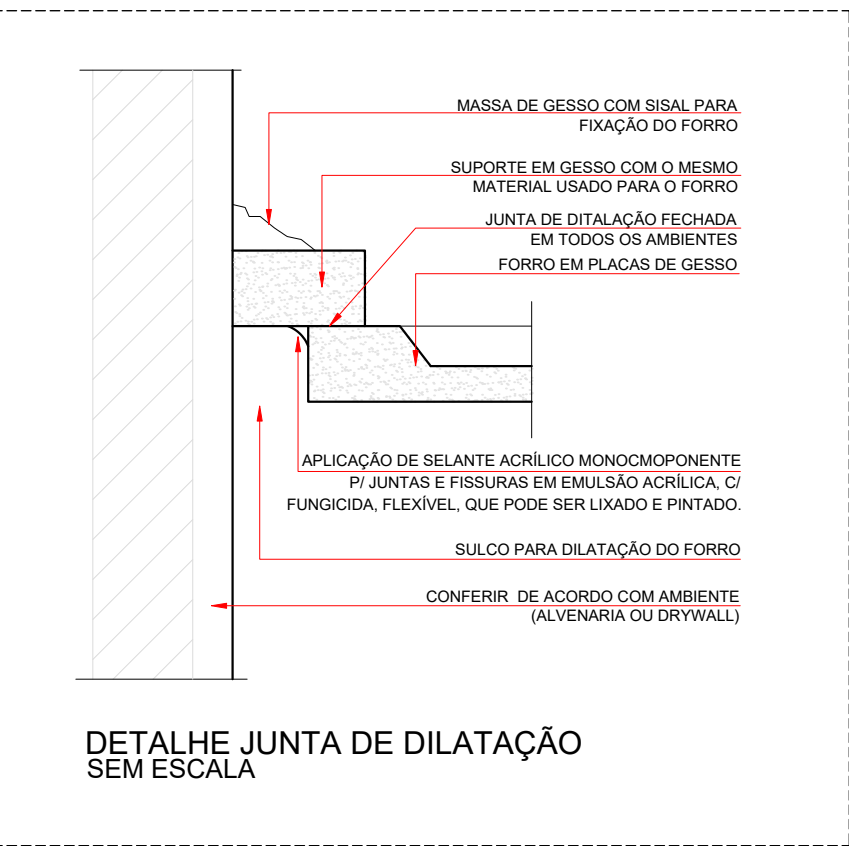 MASSA DE GESSO COM SISAL PARA
FIXAÇÃO DO FORRO
SUPORTE EM GESSO COM O MESMO
MATERIAL USADO PARA O FORRO
JUNTA DE DITALAÇÃO FECHADA
EM TODOS OS AMBIENTES
FORRO EM PLACAS DE GESSO
APLICAÇÃO DE SELANTE ACRÍLICO MONOCMOPONENTE
P/ JUNTAS E FISSURAS EM EMULSÃO ACRÍLICA, C/
FUNGICIDA, FLEXÍVEL, QUE PODE SER LIXADO E PINTADO.
SULCO PARA DILATAÇÃO DO FORRO
CONFERIR DE ACORDO COM AMBIENTE
(ALVENARIA OU DRYWALL)
DETALHE JUNTA DE DILATAÇÃO
SEM ESCALA